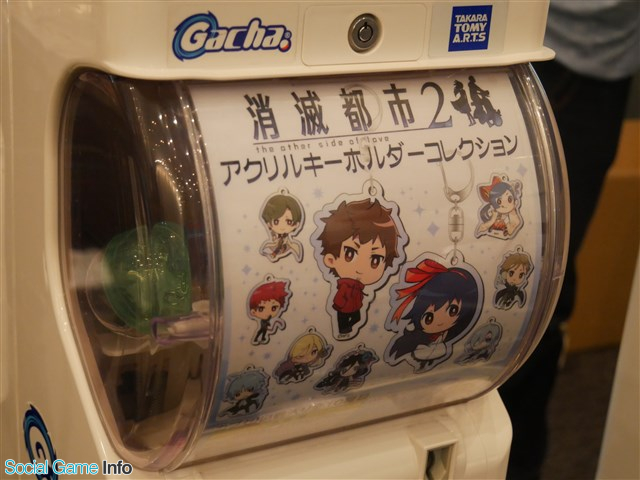 Gacha.
TAKARA
TOMY
A.R.T.S
消滅都市2
the other side of love
アクリルキーホルダーコレクション
Gac
Social Game Info